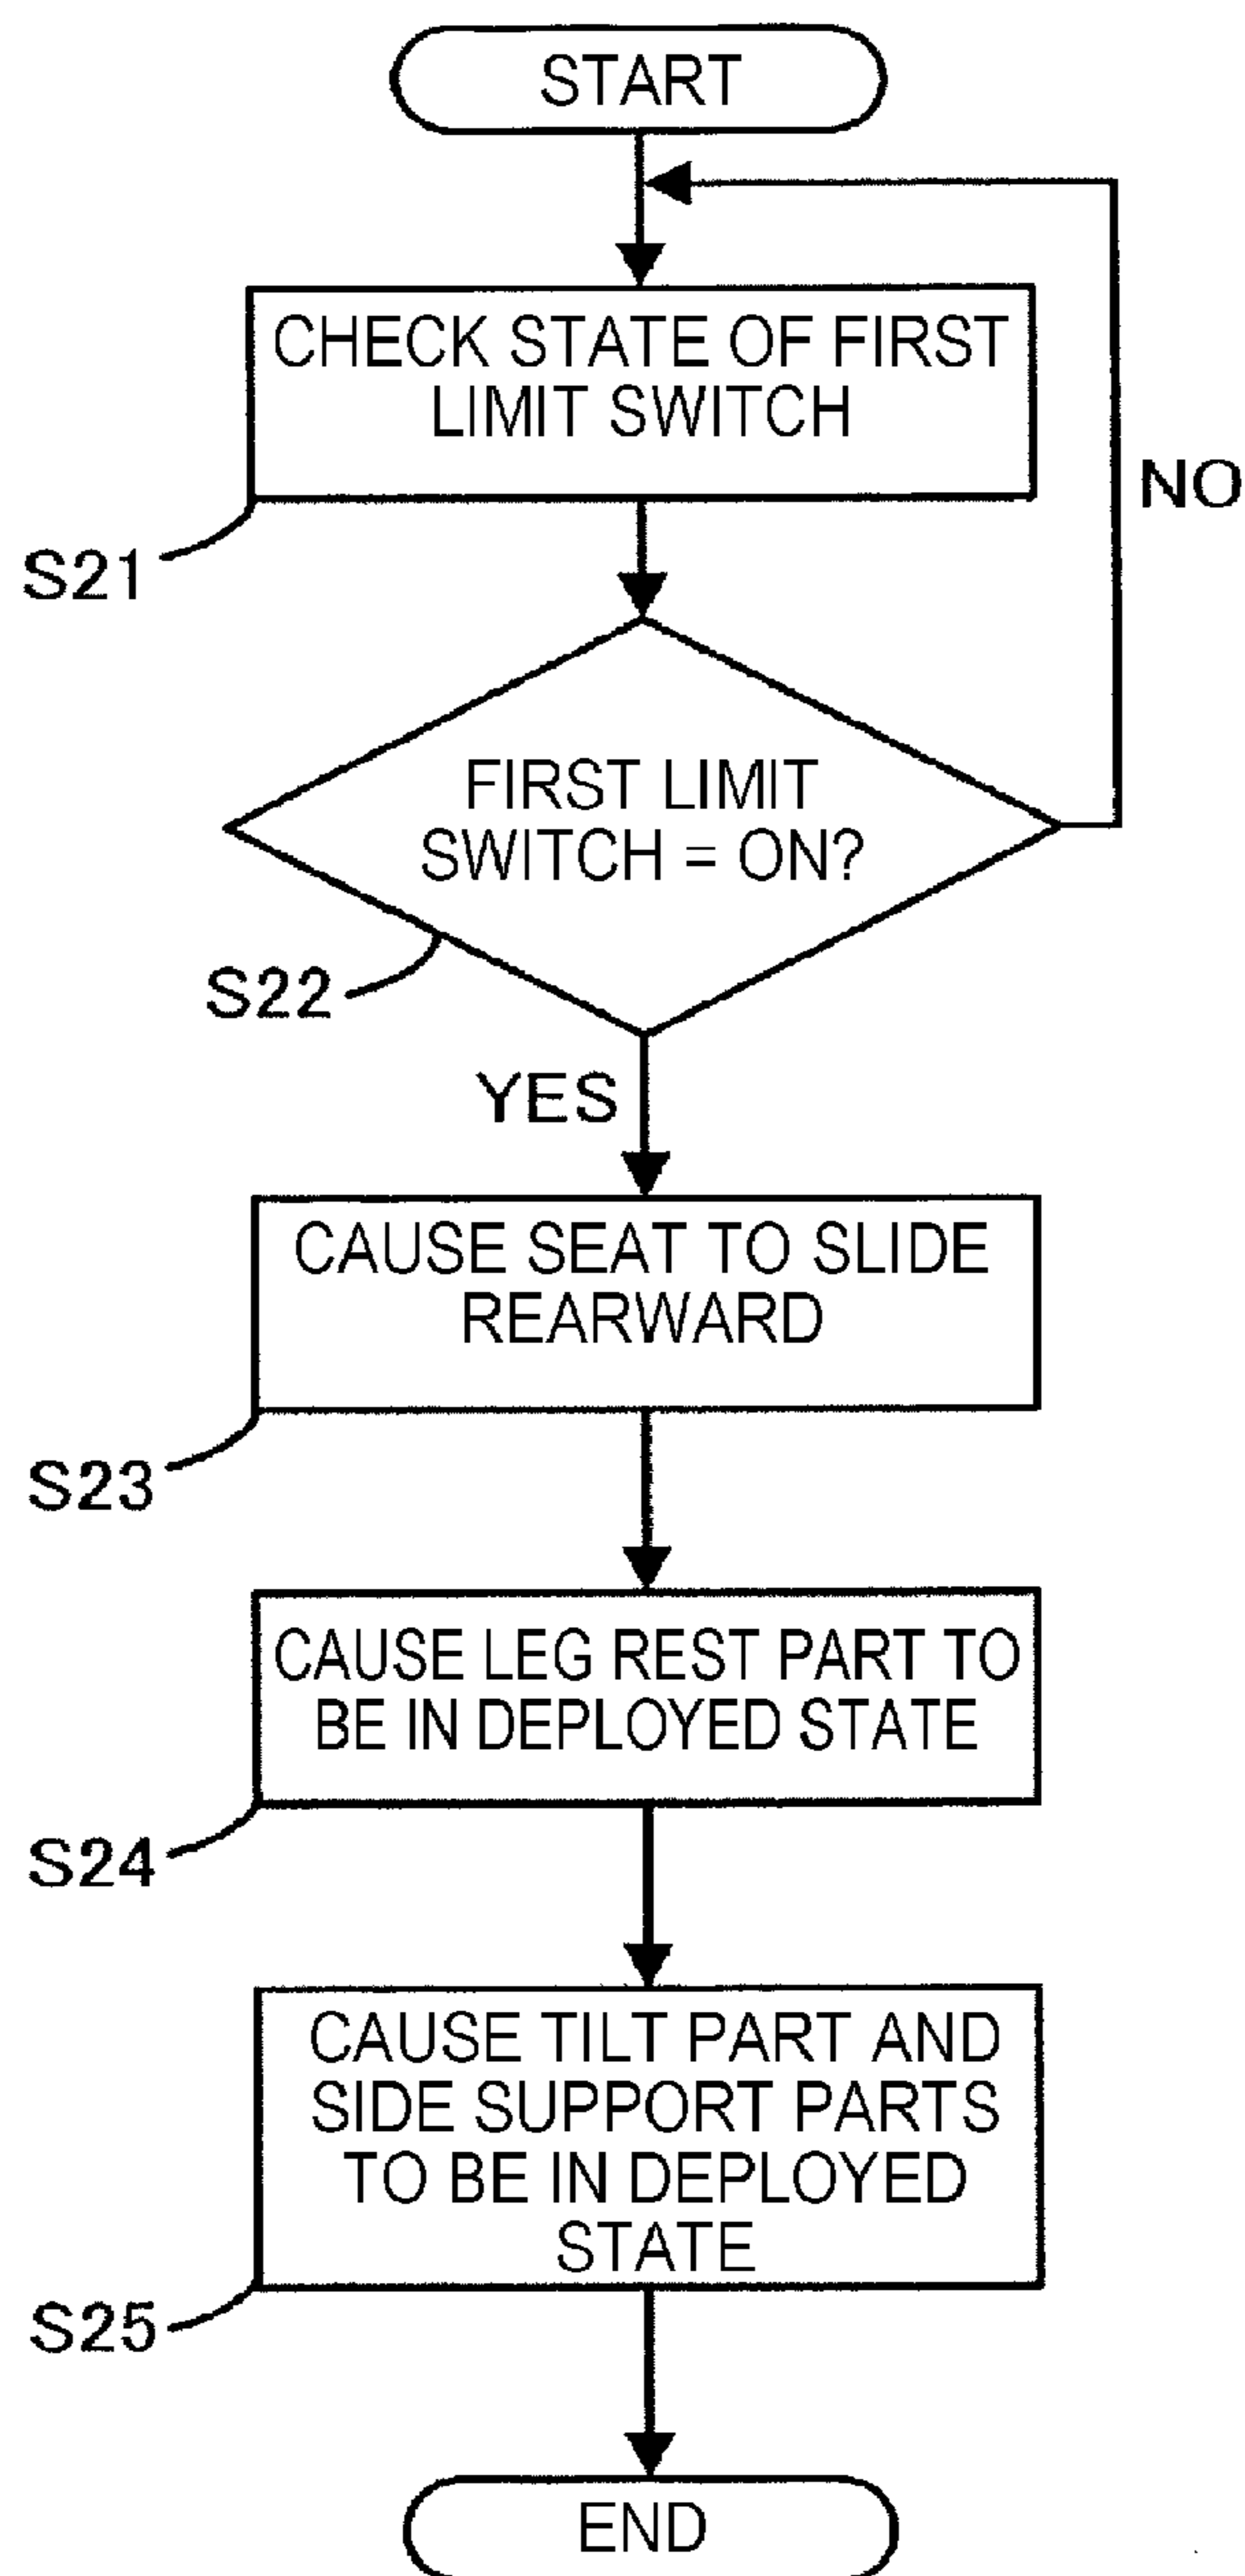 START
CHECK STATE OF FIRST
LIMIT SWITCH
NO
S21
FIRST LIMIT
SWITCH = ON?
S22
YES
CAUSE SEAT TO SLIDE
REARWARD
S23
CAUSE LEG REST PART TO
BE IN DEPLOYED STATE
S24
CAUSE TILT PART AND
SIDE SUPPORT PARTS
TO BE IN DEPLOYED
STATE
S25
END